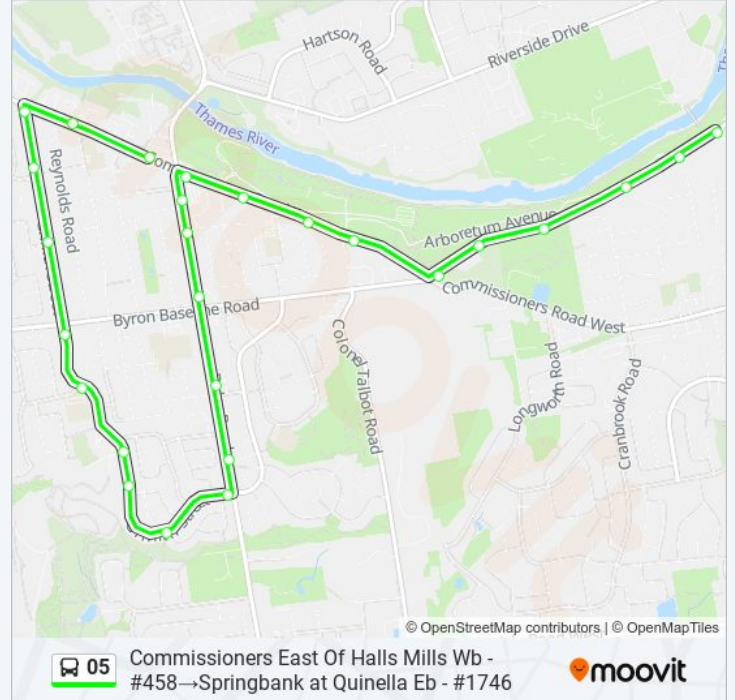 Hartson Road
Riverside Drive
Thames River
Reynolds Road
Arboretum Avenue
Commissioners Road West
Byron Baseline Road
Colonel Talbot Road
Longworth Road
Cranbrook Road
© OpenStreetMap contributors | © OpenMapTiles
05
Commissioners East Of Halls Mills Wb -
#458→Springbank at Quinella Eb - #1746
moovit